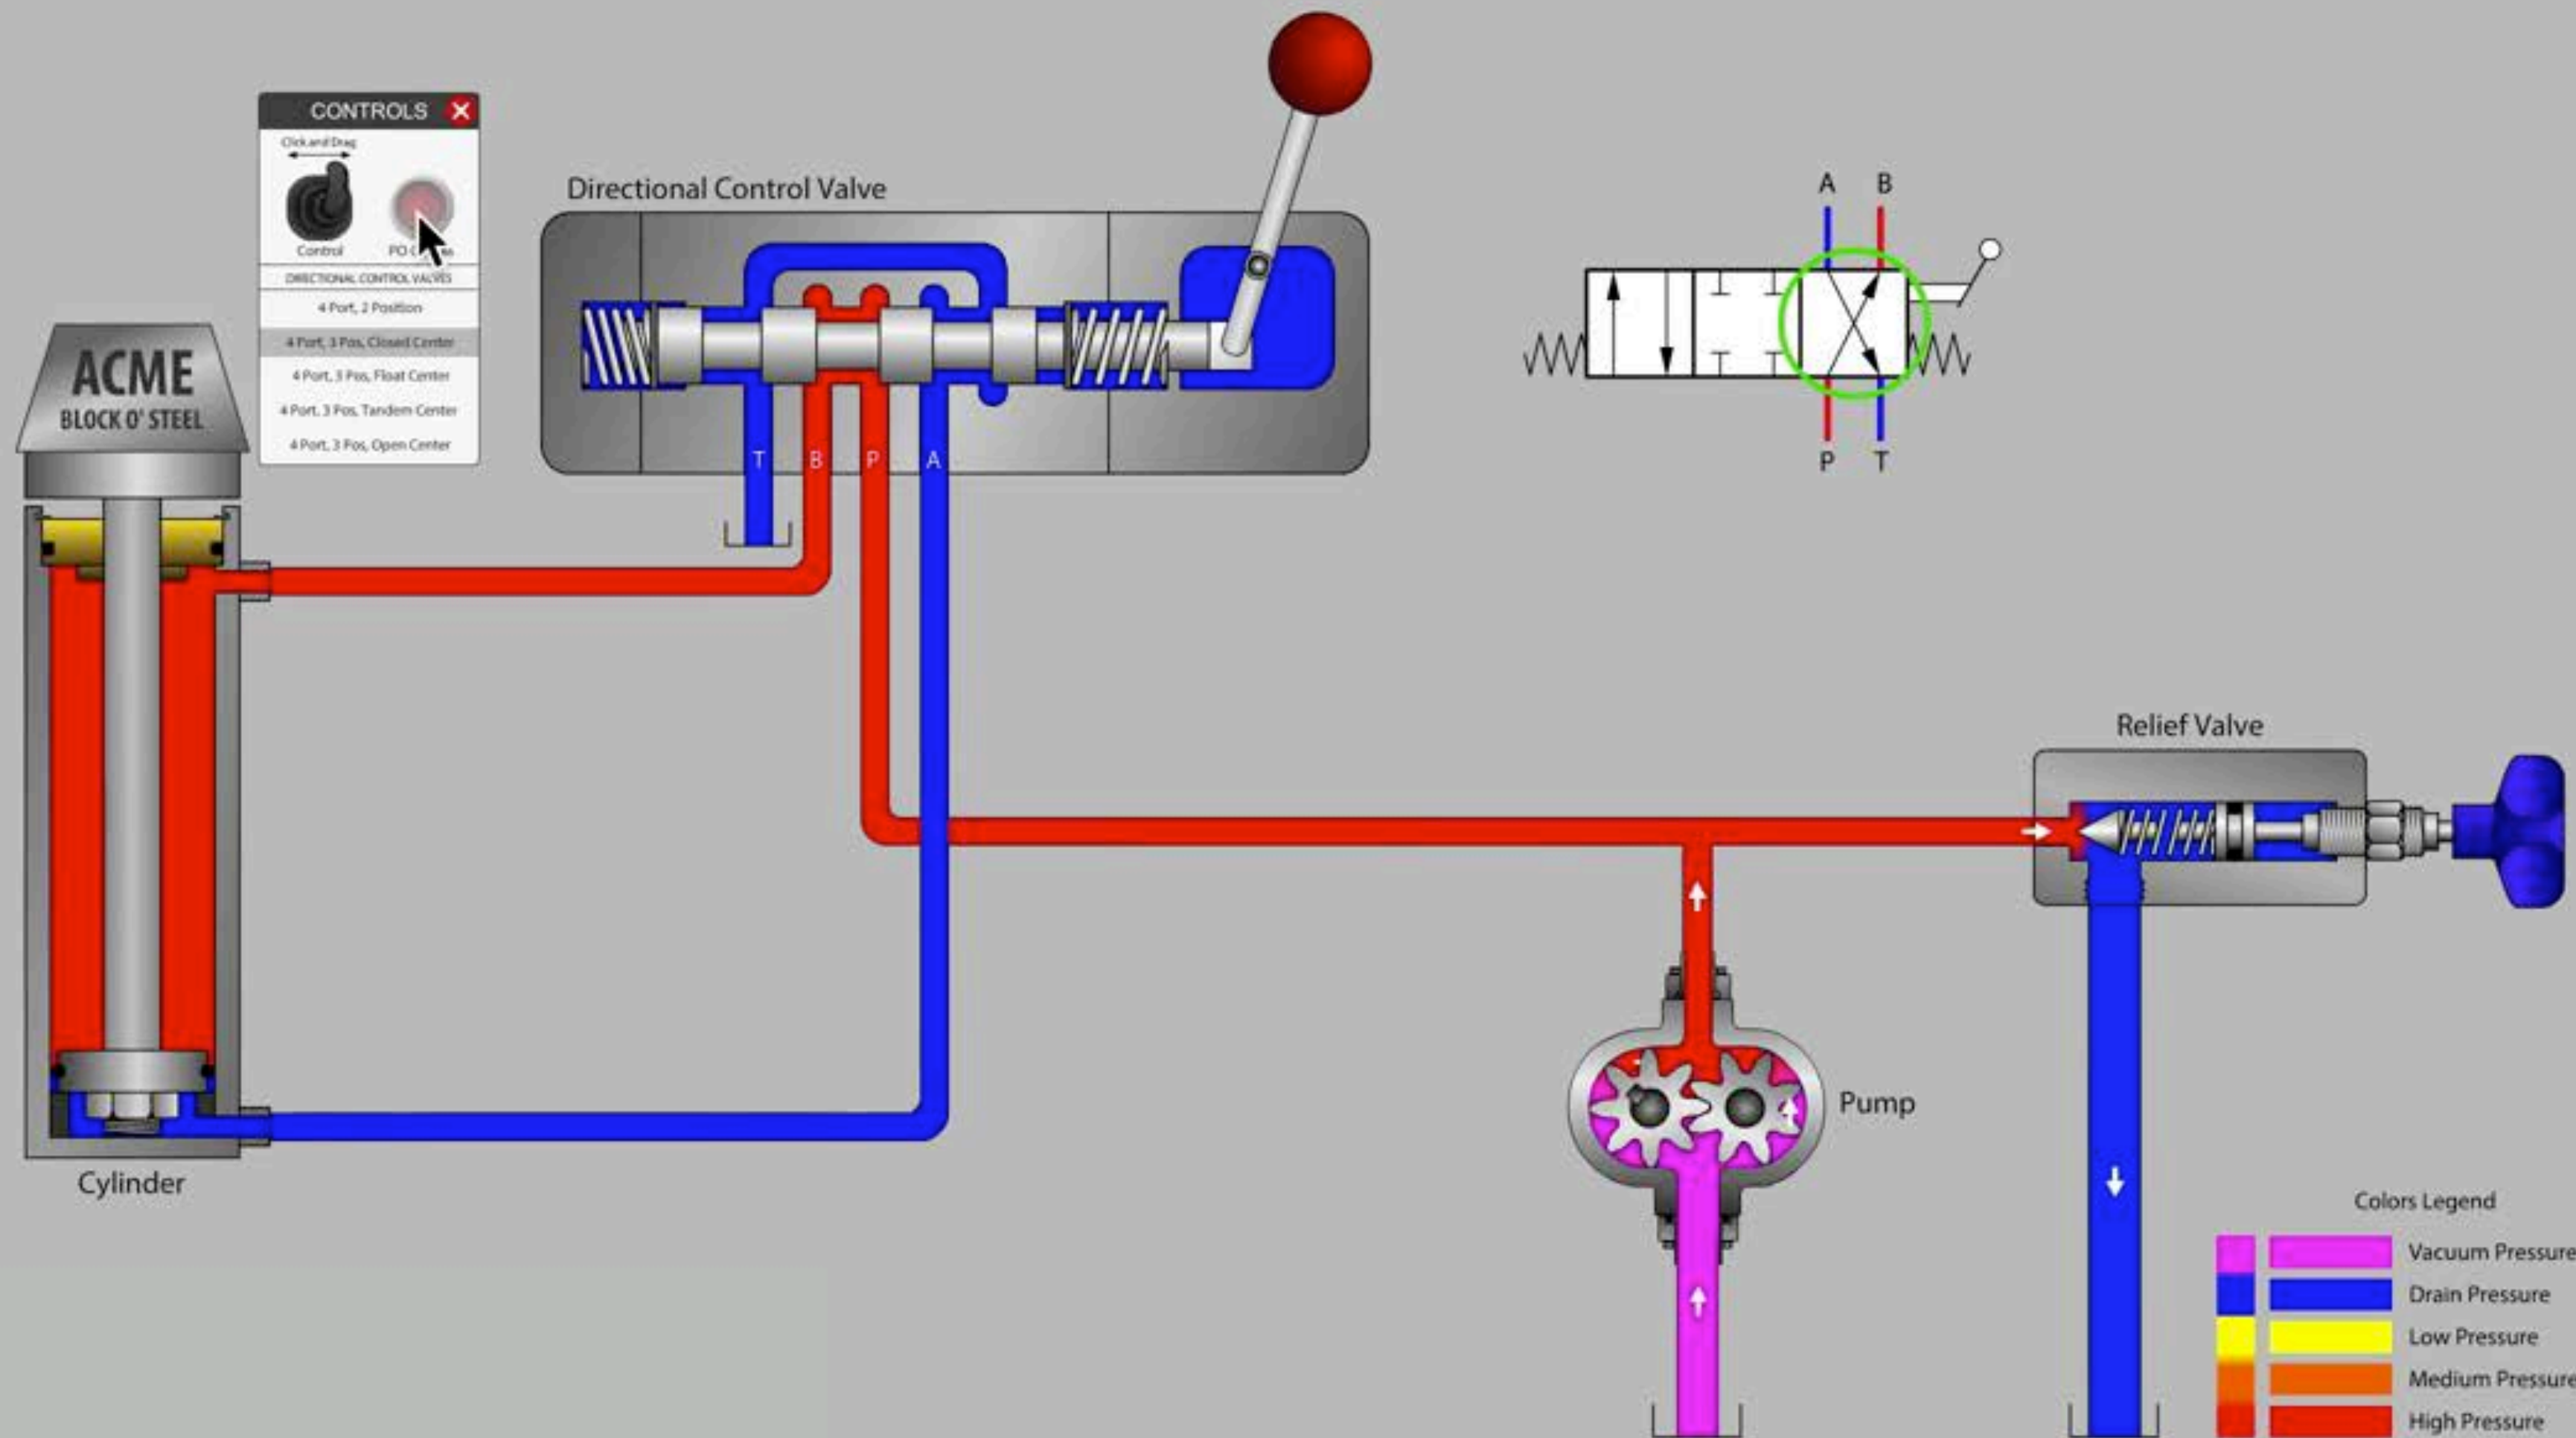 CONTROLS
Click and Drag
Control
PO
DIRECTIONAL CONTROL VALVES
4 Port, 2 Position
4 Port, 3 Pos, Closed Center
4 Port, 3 Pos, Float Center
4 Port, 3 Pos, Tandem Center
4 Port, 3 Pos, Open Center
Directional Control Valve
A B
P T
ACME
BLOCK O' STEEL
T B P A
Relief Valve
Pump
Cylinder
Colors Legend
Vacuum Pressure
Drain Pressure
Low Pressure
Medium Pressure
High Pressure